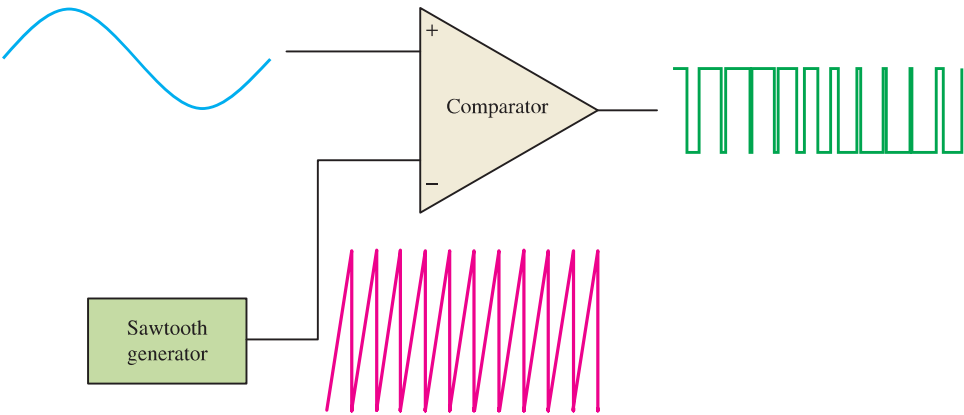 +
Comparator
−
Sawtooth
generator